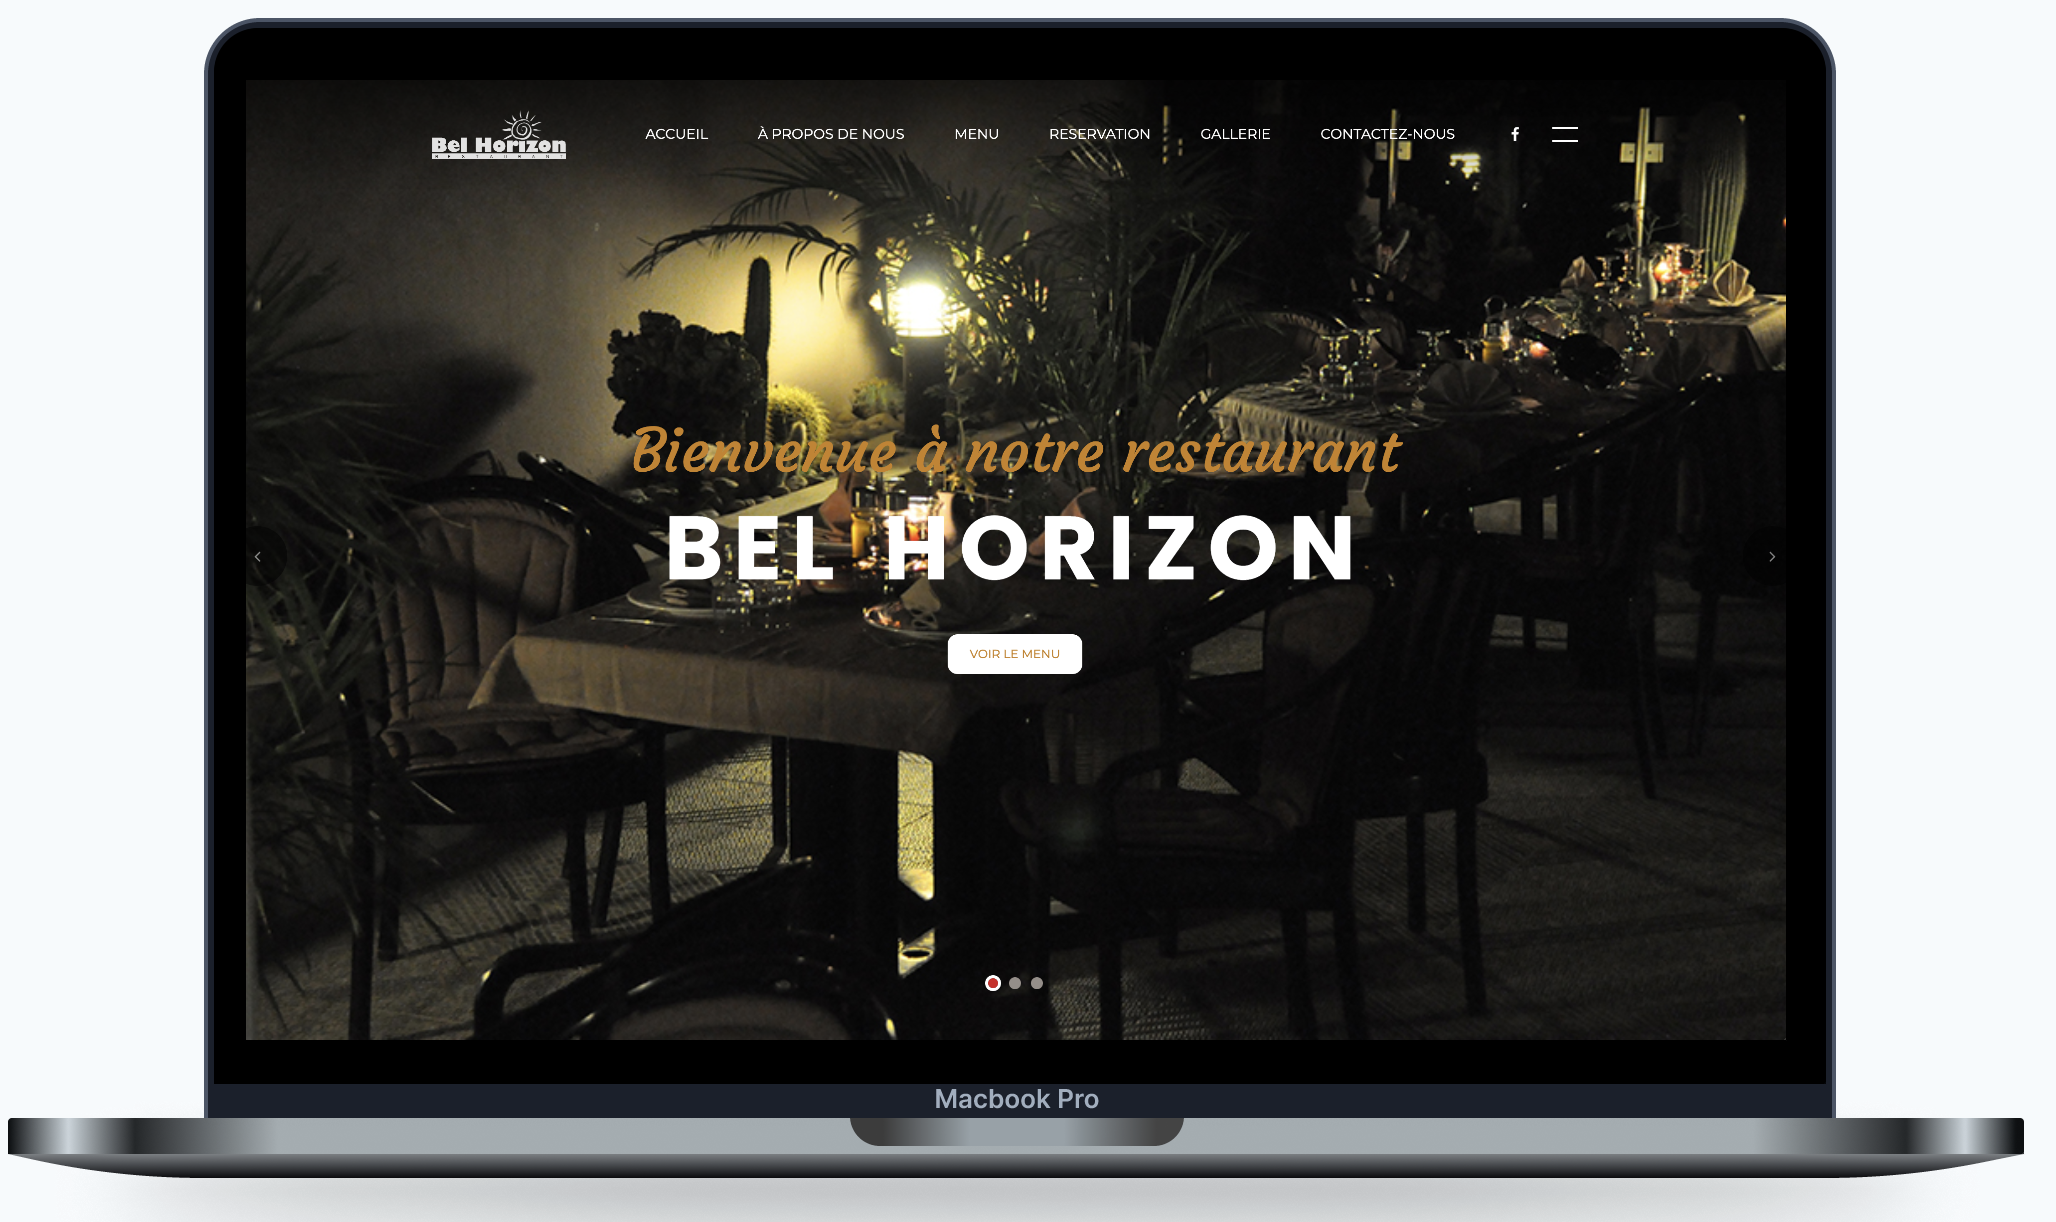 Bel Horizon
RESTAURANT
ACCUEIL
À PROPOS DE NOUS
MENU
RESERVATION
GALLERIE
CONTACTEZ-NOUS
Bienvenue à notre restaurant
BEL HORIZON
VOIR LE MENU
Macbook Pro